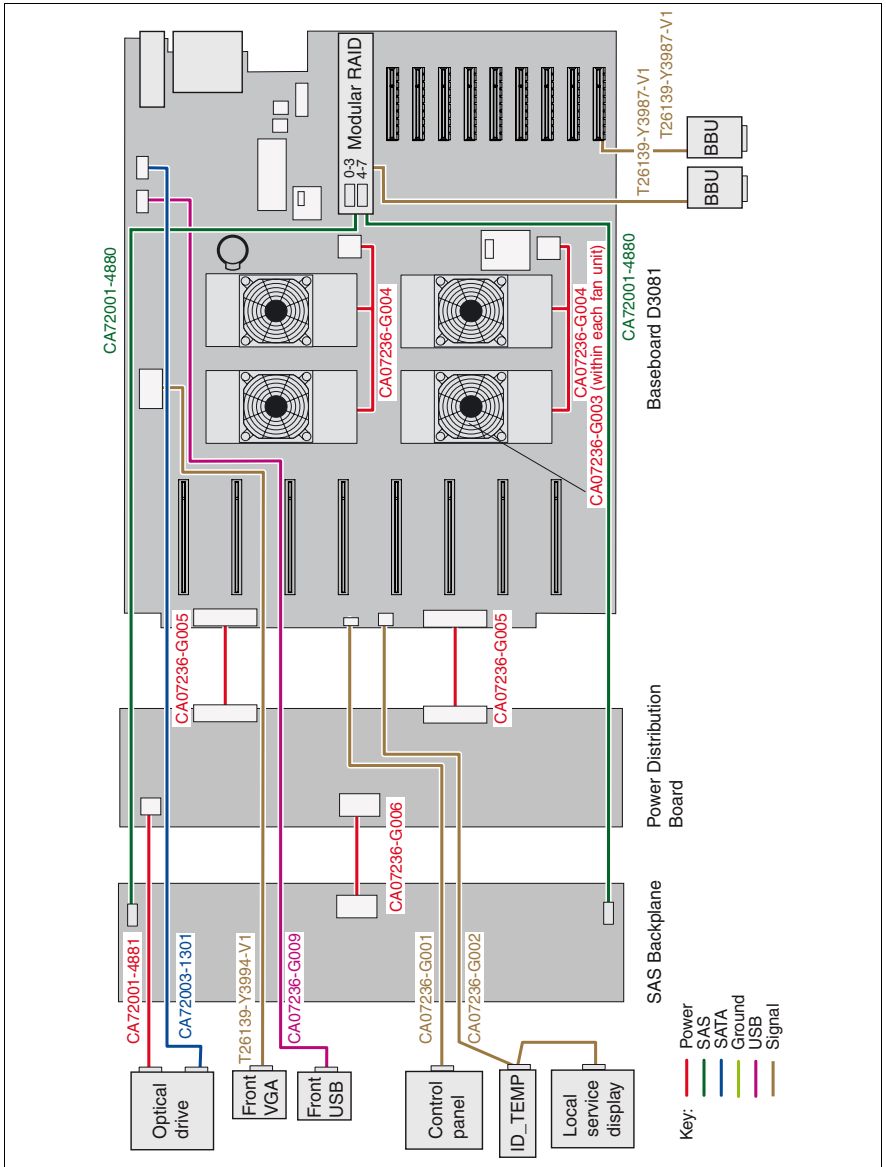 Optical
drive
Front
VGA
Front
USB
Control
panel
ID_TEMP
Local
service
display
CA72001-4881
CA72003-1301
T26139-Y3994-V1
CA07236-G009
CA07236-G001
CA07236-G002
SAS Backplane
CA07236-G006
Power Distribution
Board
CA07236-G005
CA07236-G005
CA72001-4880
CA07236-G004
CA07236-G004
CA07236-G003 (within each fan unit)
CA72001-4880
Baseboard D3081
0-3
4-7
Modular RAID
T26139-Y3987-V1
T26139-Y3987-V1
BBU
BBU
Key:
Power
SAS
SATA
Ground
USB
Signal